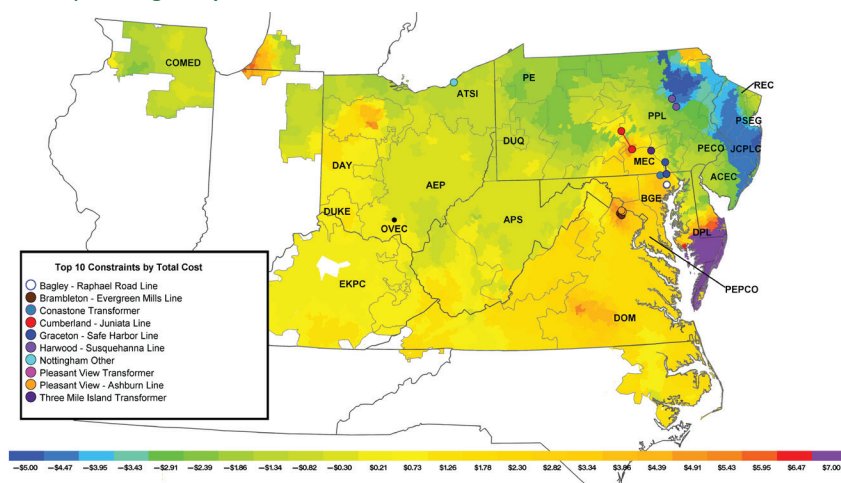 COMED
ATSI
PE
REC
PPL
PSEG
DUQ
MEC
PECO
JCPLC
DAY
AEP
ACEC
BGE
DUKE
APS
DPL
OVEC
EKPC
PEPCO
DOM
Top 10 Constraints by Total Cost
Bagley - Raphael Road Line
Brambleton - Evergreen Mills Line
Conastone Transformer
Cumberland - Juniata Line
Graceton - Safe Harbor Line
Harwood - Susquehanna Line
Nottingham Other
Pleasant View Transformer
Pleasant View - Ashburn Line
Three Mile Island Transformer
−$5.00 −$4.47 −$3.95 −$3.43 −$2.91 −$2.39 −$1.86 −$1.34 −$0.82 −$0.30 $0.21 $0.73 $1.26 $1.78 $2.30 $2.82 $3.34 $3.86 $4.39 $4.91 $5.43 $5.95 $6.47 $7.00